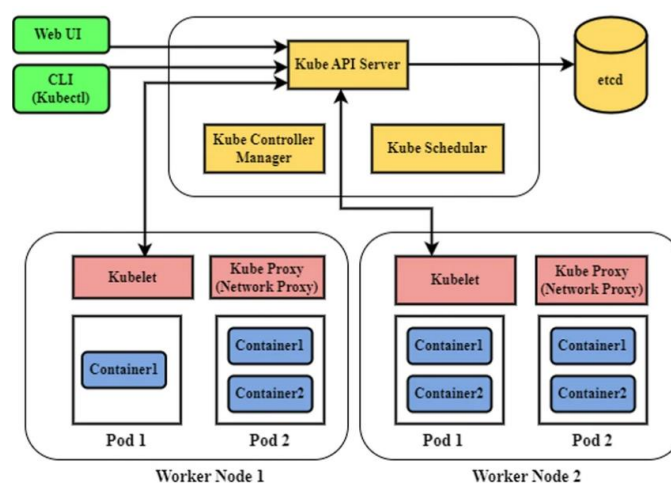 Web UI
CLI
(Kubectl)
Kube API Server
etcd
Kube Controller
Manager
Kube Schedular
Kubelet
Kube Proxy
(Network Proxy)
Kubelet
Kube Proxy
(Network Proxy)
Container1
Container1
Container2
Container1
Container2
Container1
Container2
Pod 1
Pod 2
Pod 1
Pod 2
Worker Node 1
Worker Node 2